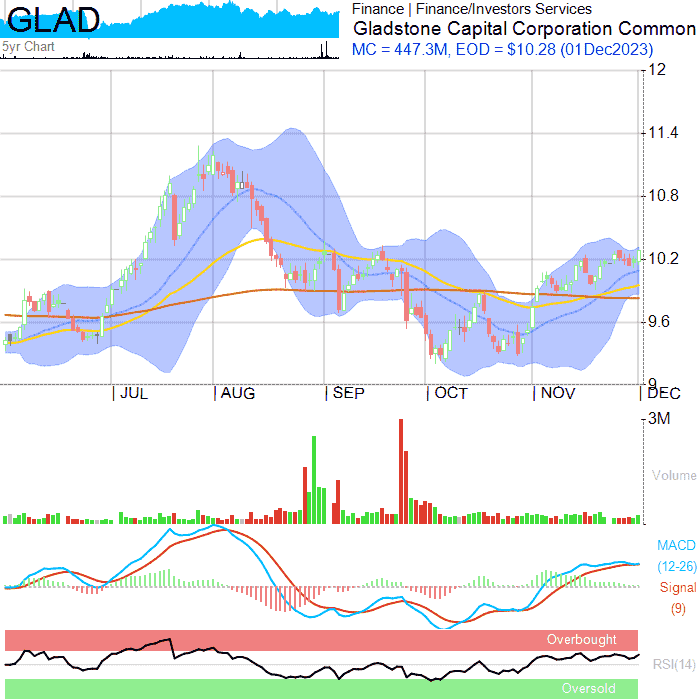 GLAD
5yr Chart
Finance | Finance/Investors Services
Gladstone Capital Corporation Common
MC = 447.3M, EOD = $10.28 (01Dec2023)
12
11.4
10.8
10.2
9.6
9
JUL AUG SEP OCT NOV DEC
3M
Volume
MACD
(12-26)
Signal
(9)
Overbought
RSI(14)
Oversold